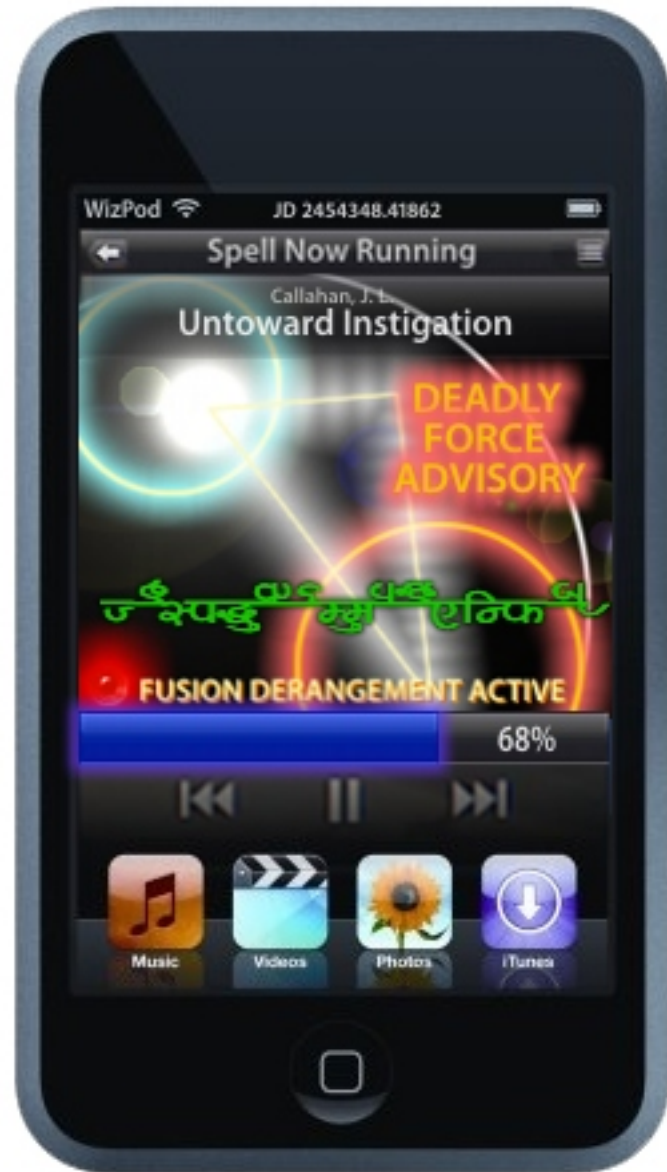 WizPod JD 2454348.41862
Spell Now Running
Callahan, J. L.
Untoward Instigation
DEADLY
FORCE
ADVISORY
FUSION DERANGEMENT ACTIVE
68%
Music Videos Photos iTunes